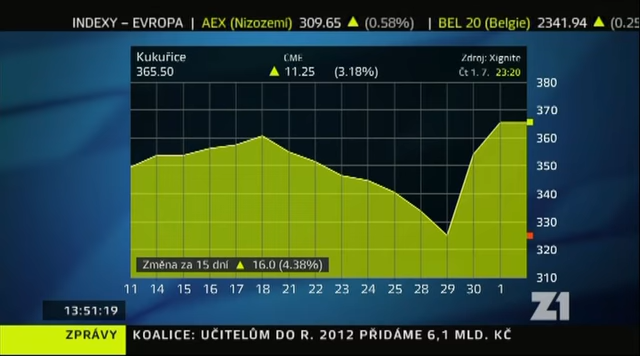 INDEXY – EVROPA | AEX (Nizozemí) 309.65 ▲ (0.58%) | BEL 20 (Belgie) 2341.94 ▲ (0.25
Kukuřice CME Zdroj: Xignite
365.50 ▲ 11.25 (3.18%) Čt 1. 7. 23:20
380
370
360
350
340
330
320
310
Změna za 15 dní ▲ 16.0 (4.38%)
11 14 15 16 17 18 21 22 23 24 25 28 29 30 1
13:51:19
Z1
ZPRÁVY KOALICE: UČITELŮM DO R. 2012 PŘIDÁME 6,1 MLD. KČ